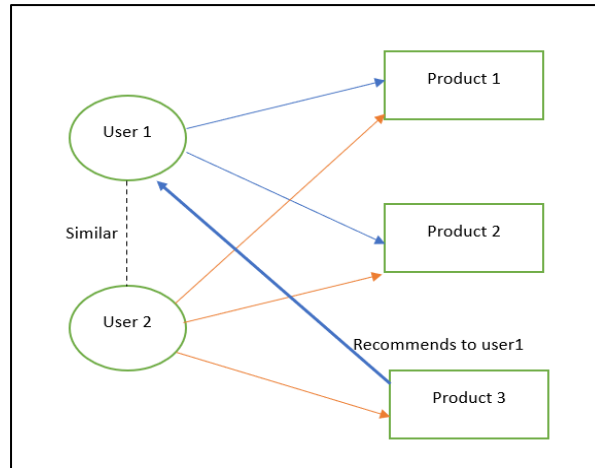 Product 1
User 1
Similar
Product 2
User 2
Recommends to user1
Product 3